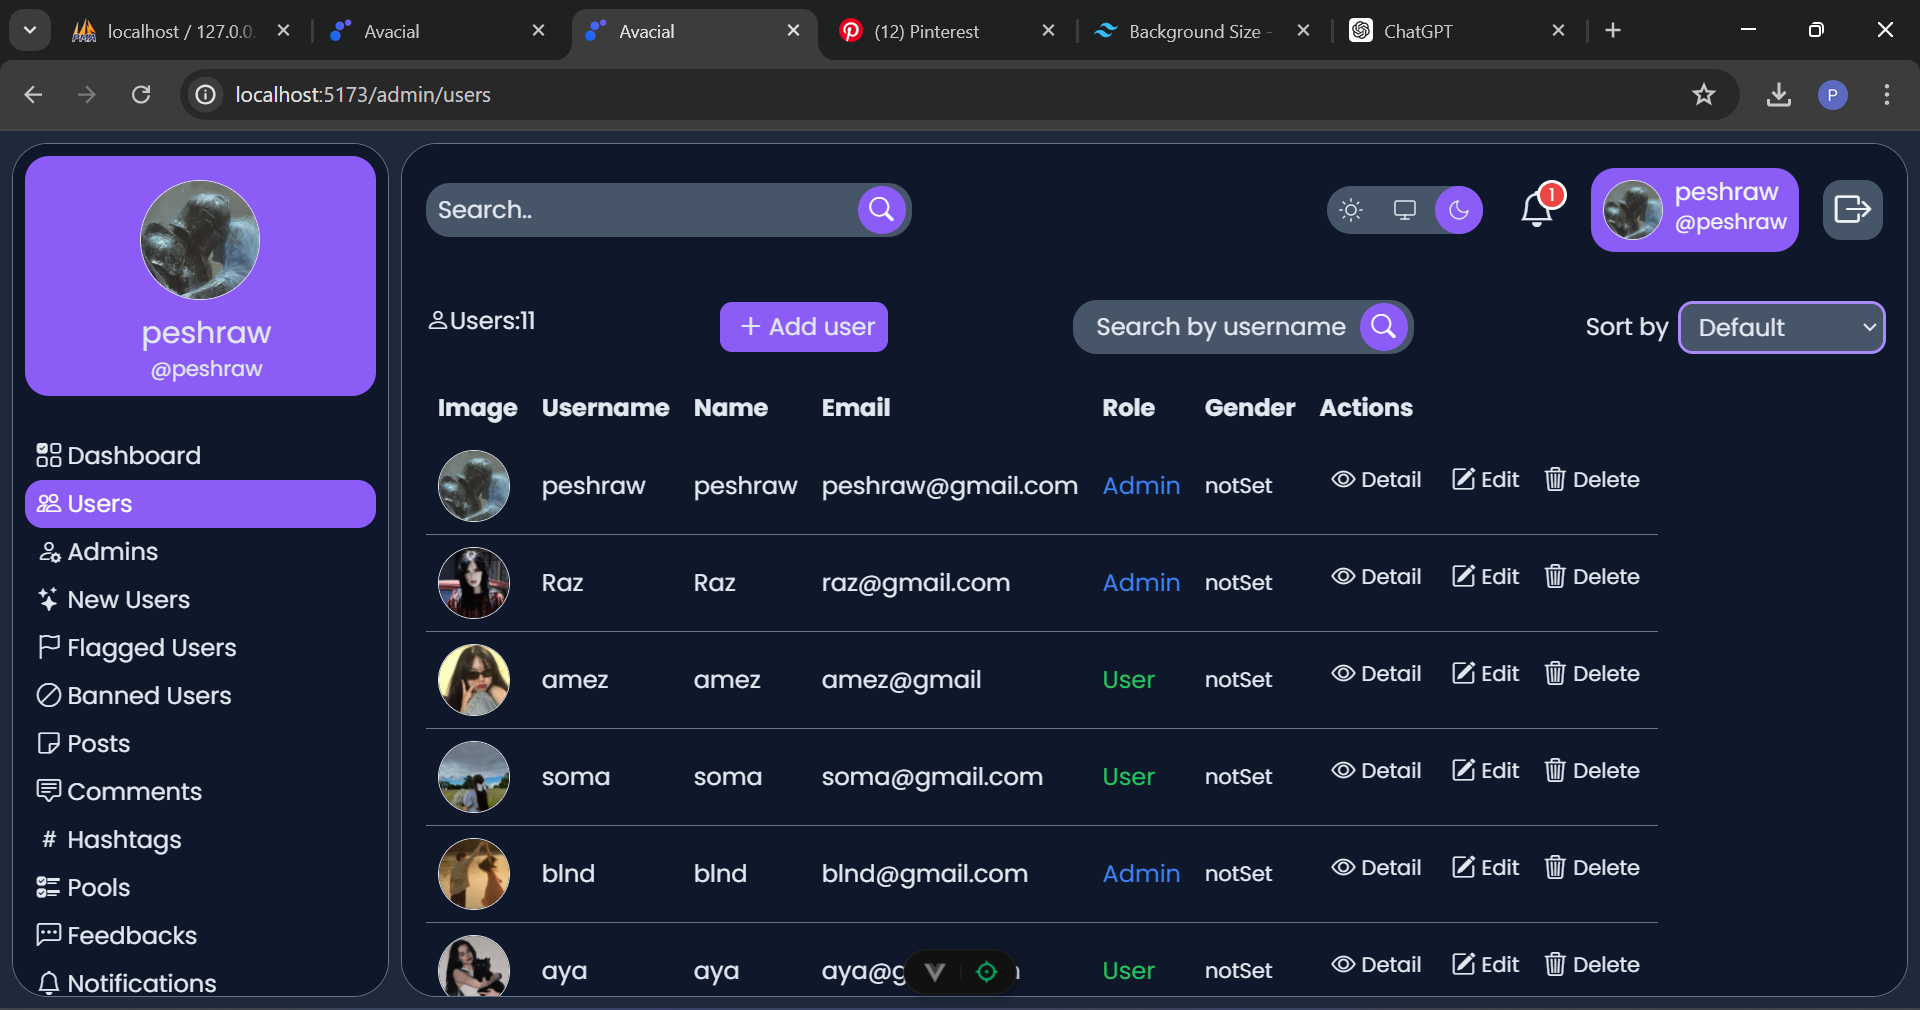 localhost / 127.0.0.
Avacial
Avacial
(12) Pinterest
Background Size -
ChatGPT
localhost:5173/admin/users
P
peshraw
@peshraw
Dashboard
Users
Admins
New Users
Flagged Users
Banned Users
Posts
Comments
# Hashtags
Pools
Feedbacks
Notifications
Search..
1
peshraw
@peshraw
Users:11
+ Add user
Search by username
Sort by
Default
Image Username Name Email Role Gender Actions
peshraw peshraw peshraw@gmail.com Admin notSet Detail Edit Delete
Raz Raz raz@gmail.com Admin notSet Detail Edit Delete
amez amez amez@gmail User notSet Detail Edit Delete
soma soma soma@gmail.com User notSet Detail Edit Delete
blnd blnd blnd@gmail.com Admin notSet Detail Edit Delete
aya aya User notSet Detail Edit Delete